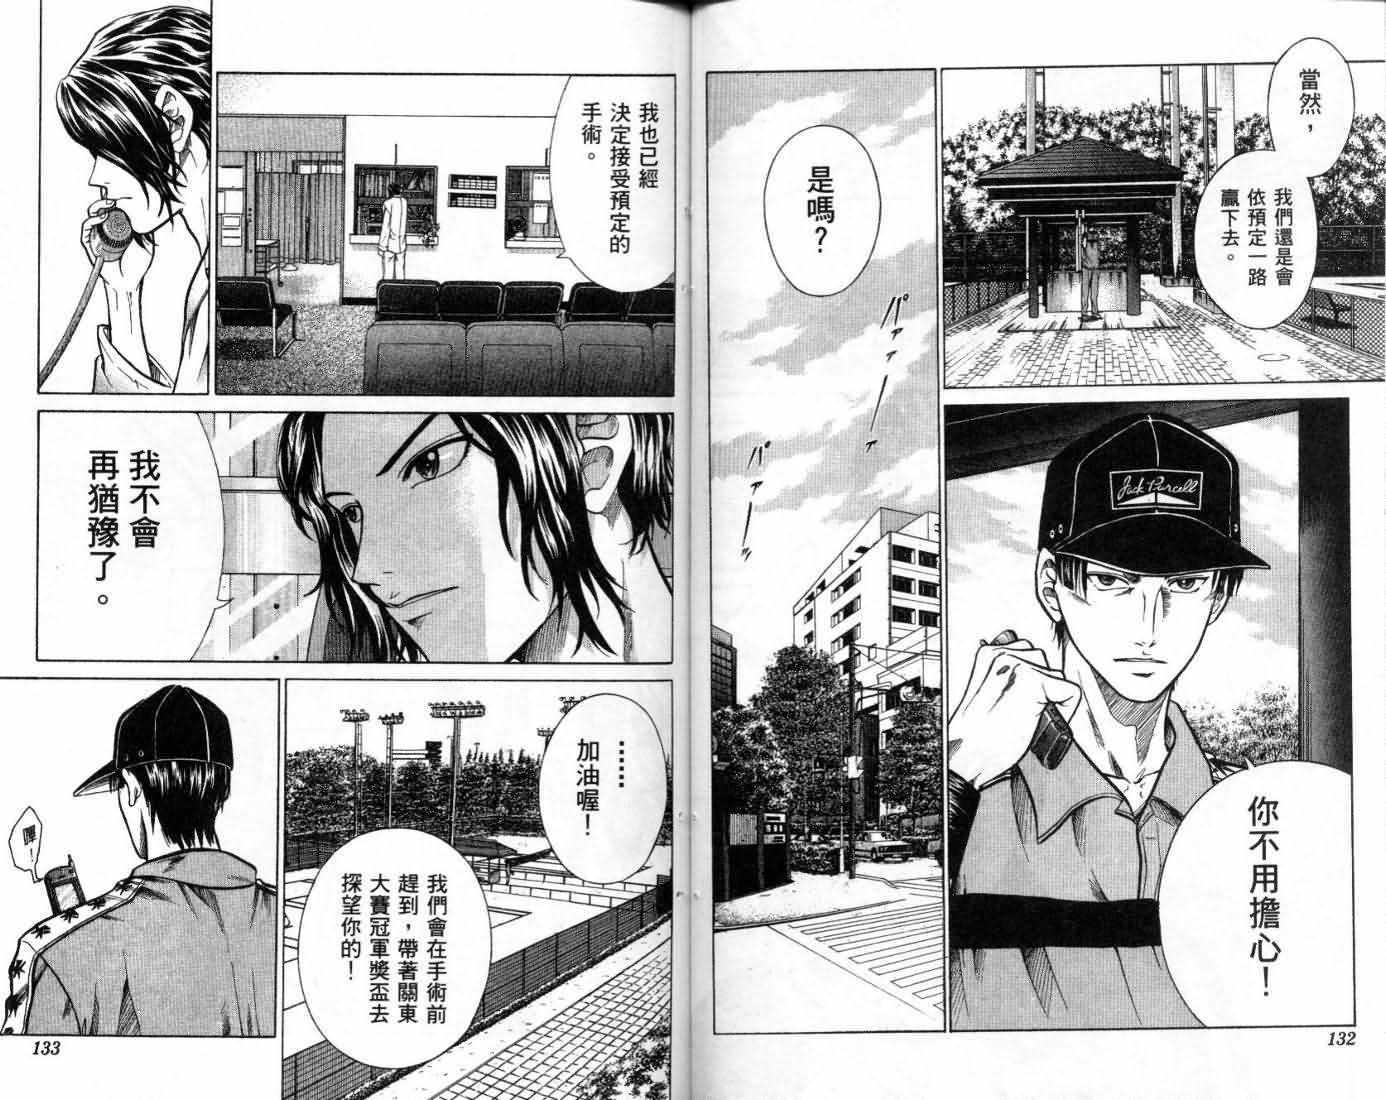 當然，
我們還是會
依預定一路
贏下去。
Jack Purcell
你不用擔心！
是嗎？
パァァァ…
パァァ…
132
我也已經
決定接受預定的
手術。
我不會
再猶豫了。
……
加油喔！
我們會在手術前
趕到，帶著關東
大賽冠軍獎盃去
探望你的！
嗶！
133